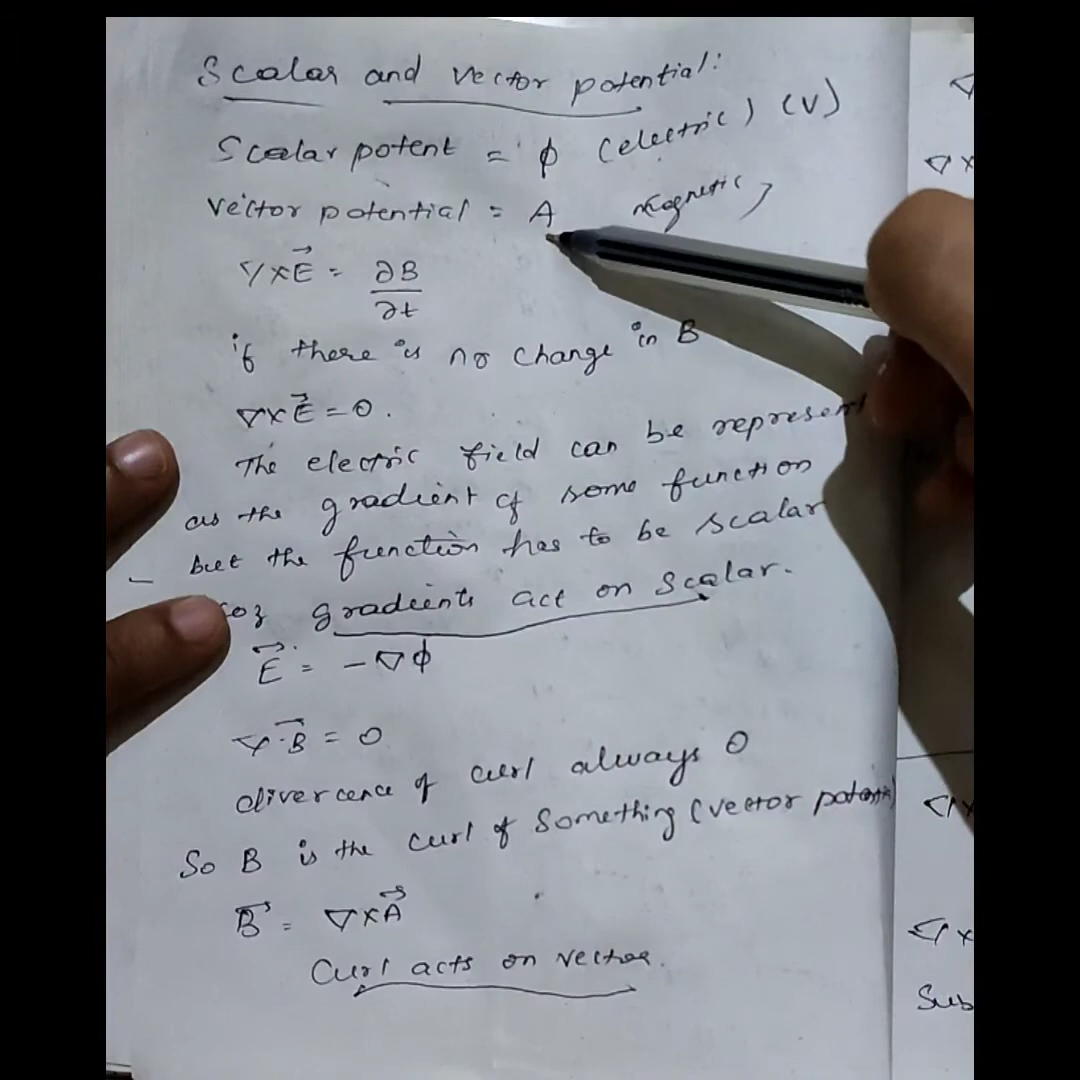 Scalar and vector potential:
Scalar potent = ϕ (electric) (V)
Vector potential = A magnetic)
∇×E⃗ = ∂B/∂t
if there is no change in B
∇×E⃗ = 0.
The electric field can be represent
as the gradient of some function
but the function has to be scalar
coz gradients act on scalar.
E⃗ = -∇ϕ
∇·B⃗ = 0
divercence of curl always 0
So B is the curl of something (vector potential)
B⃗ = ∇×A⃗
Curl acts on vector.
∇
∇×
∇×
∇×
Sub